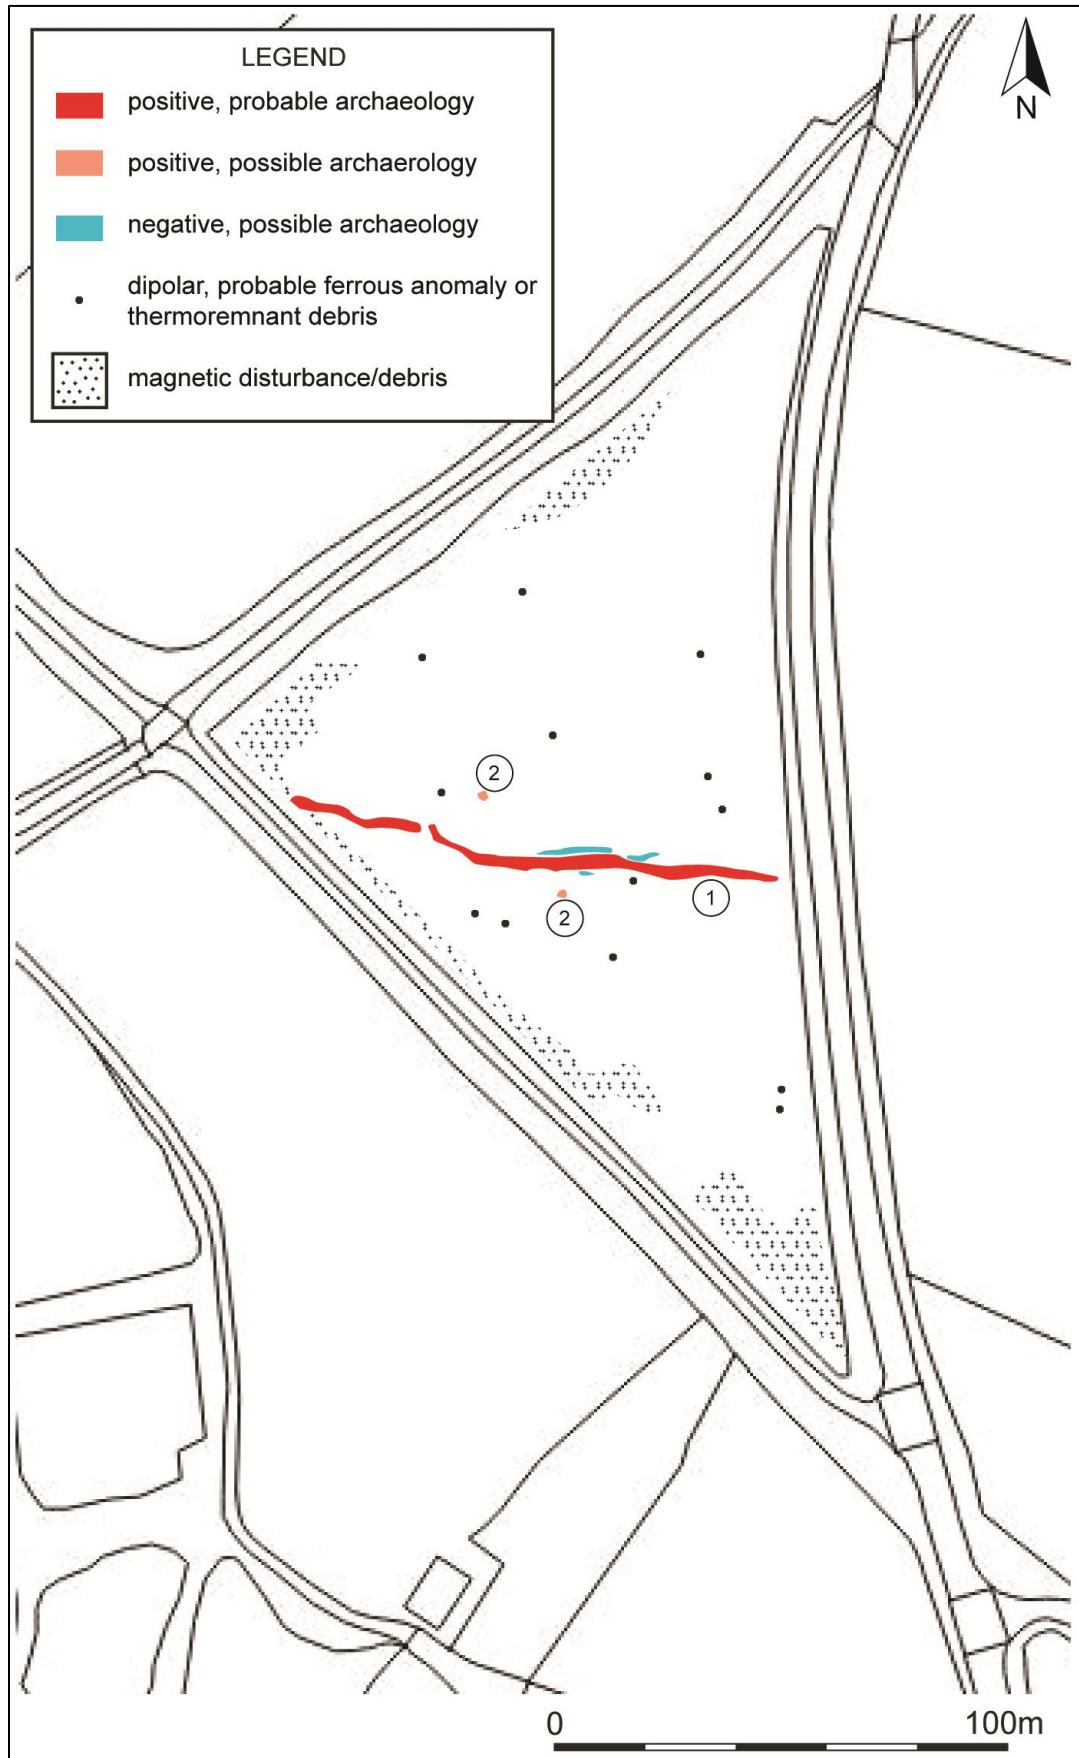 LEGEND
positive, probable archaeology
positive, possible archaerology
negative, possible archaeology
dipolar, probable ferrous anomaly or
thermoremnant debris
magnetic disturbance/debris
N
2
2
1
0 100m